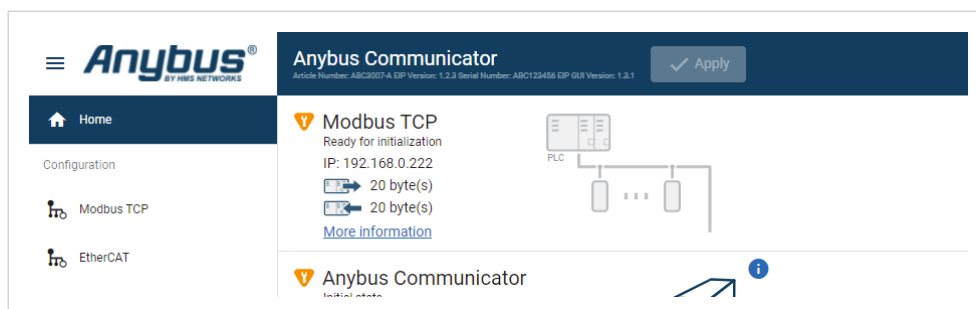 Anybus®
BY HMS NETWORKS
Anybus Communicator
Article Number: ABC3007-A EIP Version: 1.2.3 Serial Number: ABC123456 EIP GUI Version: 1.3.1
Apply
Home
Configuration
Modbus TCP
EtherCAT
Modbus TCP
Ready for initialization
IP: 192.168.0.222
20 byte(s)
20 byte(s)
More information
PLC
Anybus Communicator
Initial state